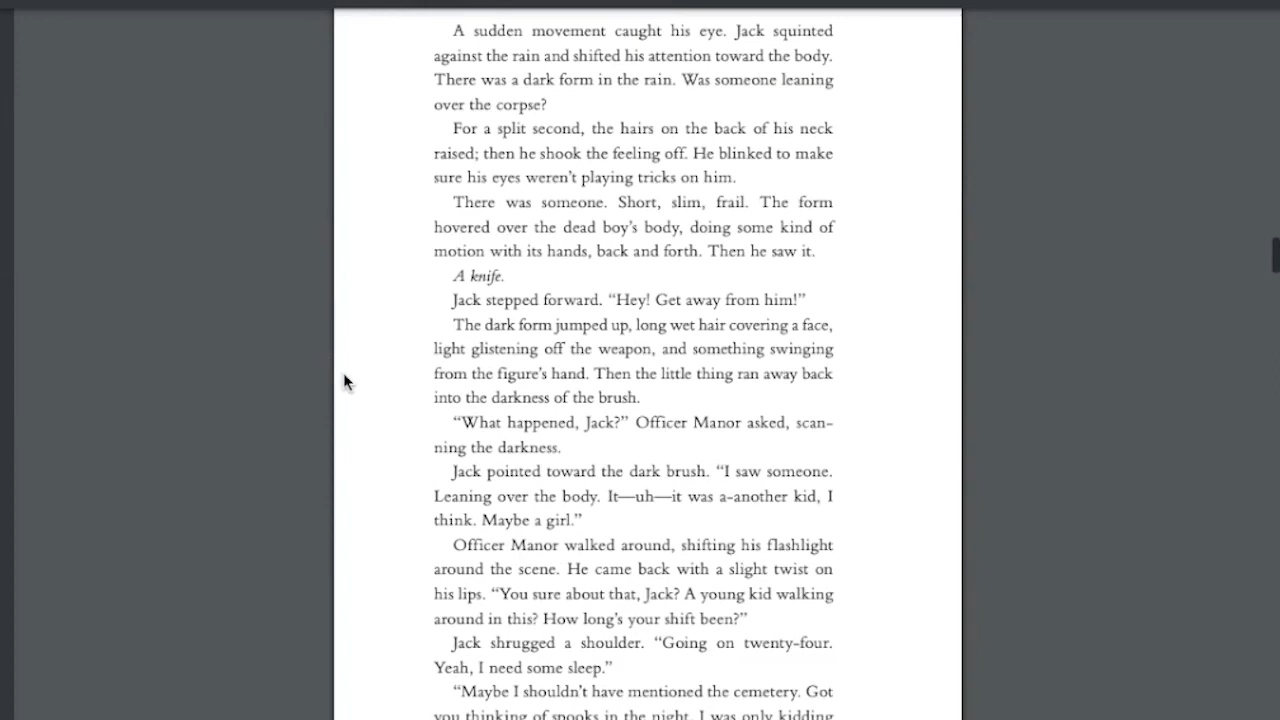 A sudden movement caught his eye. Jack squinted
against the rain and shifted his attention toward the body.
There was a dark form in the rain. Was someone leaning
over the corpse?
For a split second, the hairs on the back of his neck
raised; then he shook the feeling off. He blinked to make
sure his eyes weren’t playing tricks on him.
There was someone. Short, slim, frail. The form
hovered over the dead boy’s body, doing some kind of
motion with its hands, back and forth. Then he saw it.
A knife.
Jack stepped forward. “Hey! Get away from him!”
The dark form jumped up, long wet hair covering a face,
light glistening off the weapon, and something swinging
from the figure’s hand. Then the little thing ran away back
into the darkness of the brush.
“What happened, Jack?” Officer Manor asked, scan-
ning the darkness.
Jack pointed toward the dark brush. “I saw someone.
Leaning over the body. It—uh—it was a-another kid, I
think. Maybe a girl.”
Officer Manor walked around, shifting his flashlight
around the scene. He came back with a slight twist on
his lips. “You sure about that, Jack? A young kid walking
around in this? How long’s your shift been?”
Jack shrugged a shoulder. “Going on twenty-four.
Yeah, I need some sleep.”
“Maybe I shouldn’t have mentioned the cemetery. Got
you thinking of spooks in the night. I was only kidding